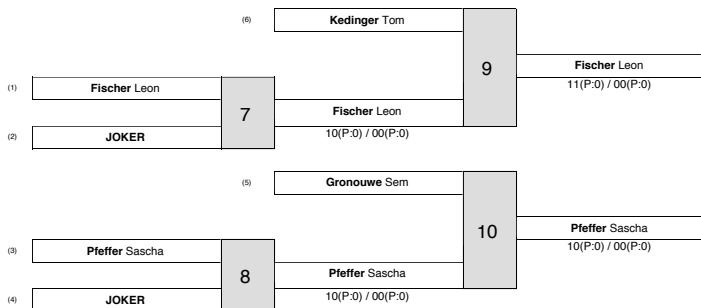 (6) Kedinger Tom
9
Fischer Leon
11(P:0) / 00(P:0)
(1) Fischer Leon
7
Fischer Leon
10(P:0) / 00(P:0)
(2) JOKER
(5) Gronouwe Sem
10
Pfeffer Sascha
10(P:0) / 00(P:0)
(3) Pfeffer Sascha
8
Pfeffer Sascha
10(P:0) / 00(P:0)
(4) JOKER